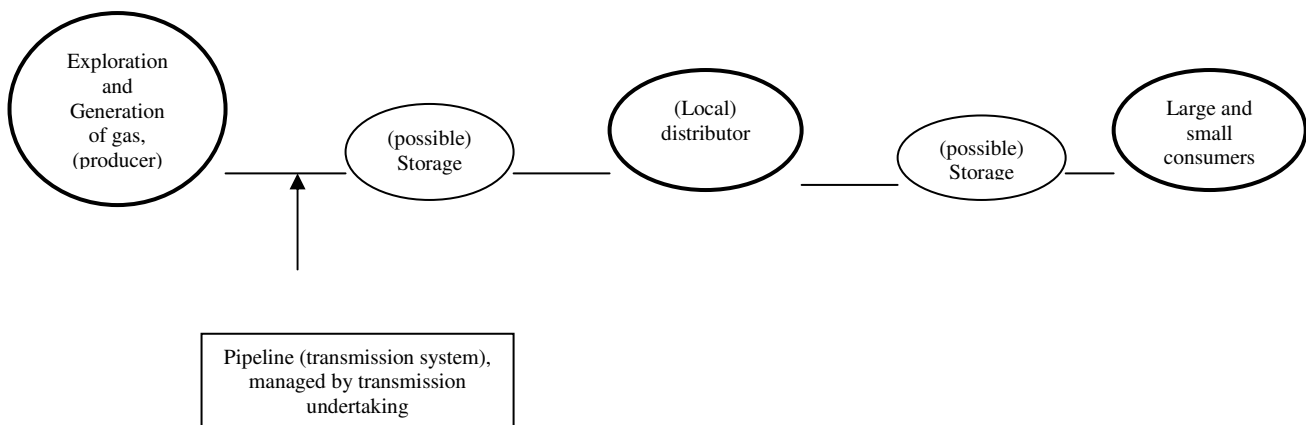 Exploration
and
Generation
of gas,
(producer)
(possible)
Storage
(Local)
distributor
(possible)
Storage
Large and
small
consumers
Pipeline (transmission system),
managed by transmission
undertaking